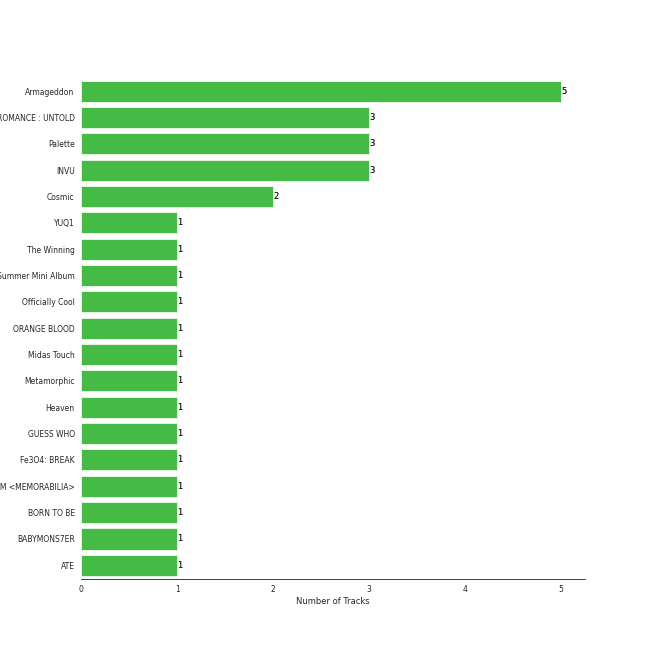 Armageddon 5
ROMANCE : UNTOLD 3
Palette 3
INVU 3
Cosmic 2
YUQ1 1
The Winning 1
Summer Mini Album 1
Officially Cool 1
ORANGE BLOOD 1
Midas Touch 1
Metamorphic 1
Heaven 1
GUESS WHO 1
Fe3O4: BREAK 1
M <MEMORABILIA> 1
BORN TO BE 1
BABYMONS7ER 1
ATE 1
0 1 2 3 4 5
Number of Tracks